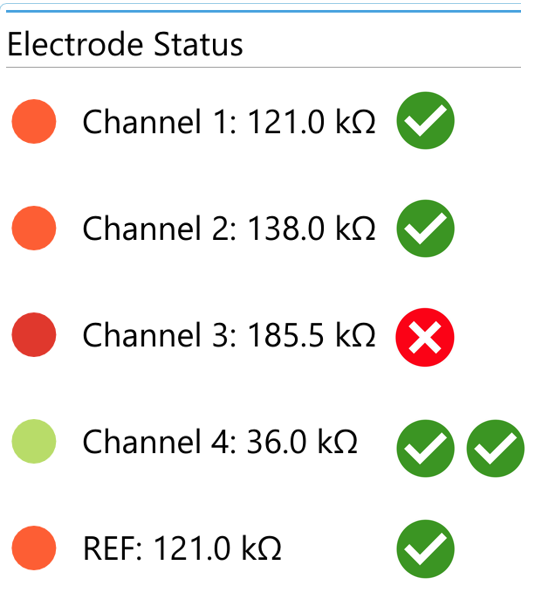 Electrode Status
Channel 1: 121.0 kΩ
Channel 2: 138.0 kΩ
Channel 3: 185.5 kΩ
Channel 4: 36.0 kΩ
REF: 121.0 kΩ